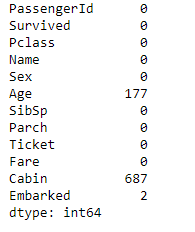 PassengerId 0
Survived 0
Pclass 0
Name 0
Sex 0
Age 177
SibSp 0
Parch 0
Ticket 0
Fare 0
Cabin 687
Embarked 2
dtype: int64